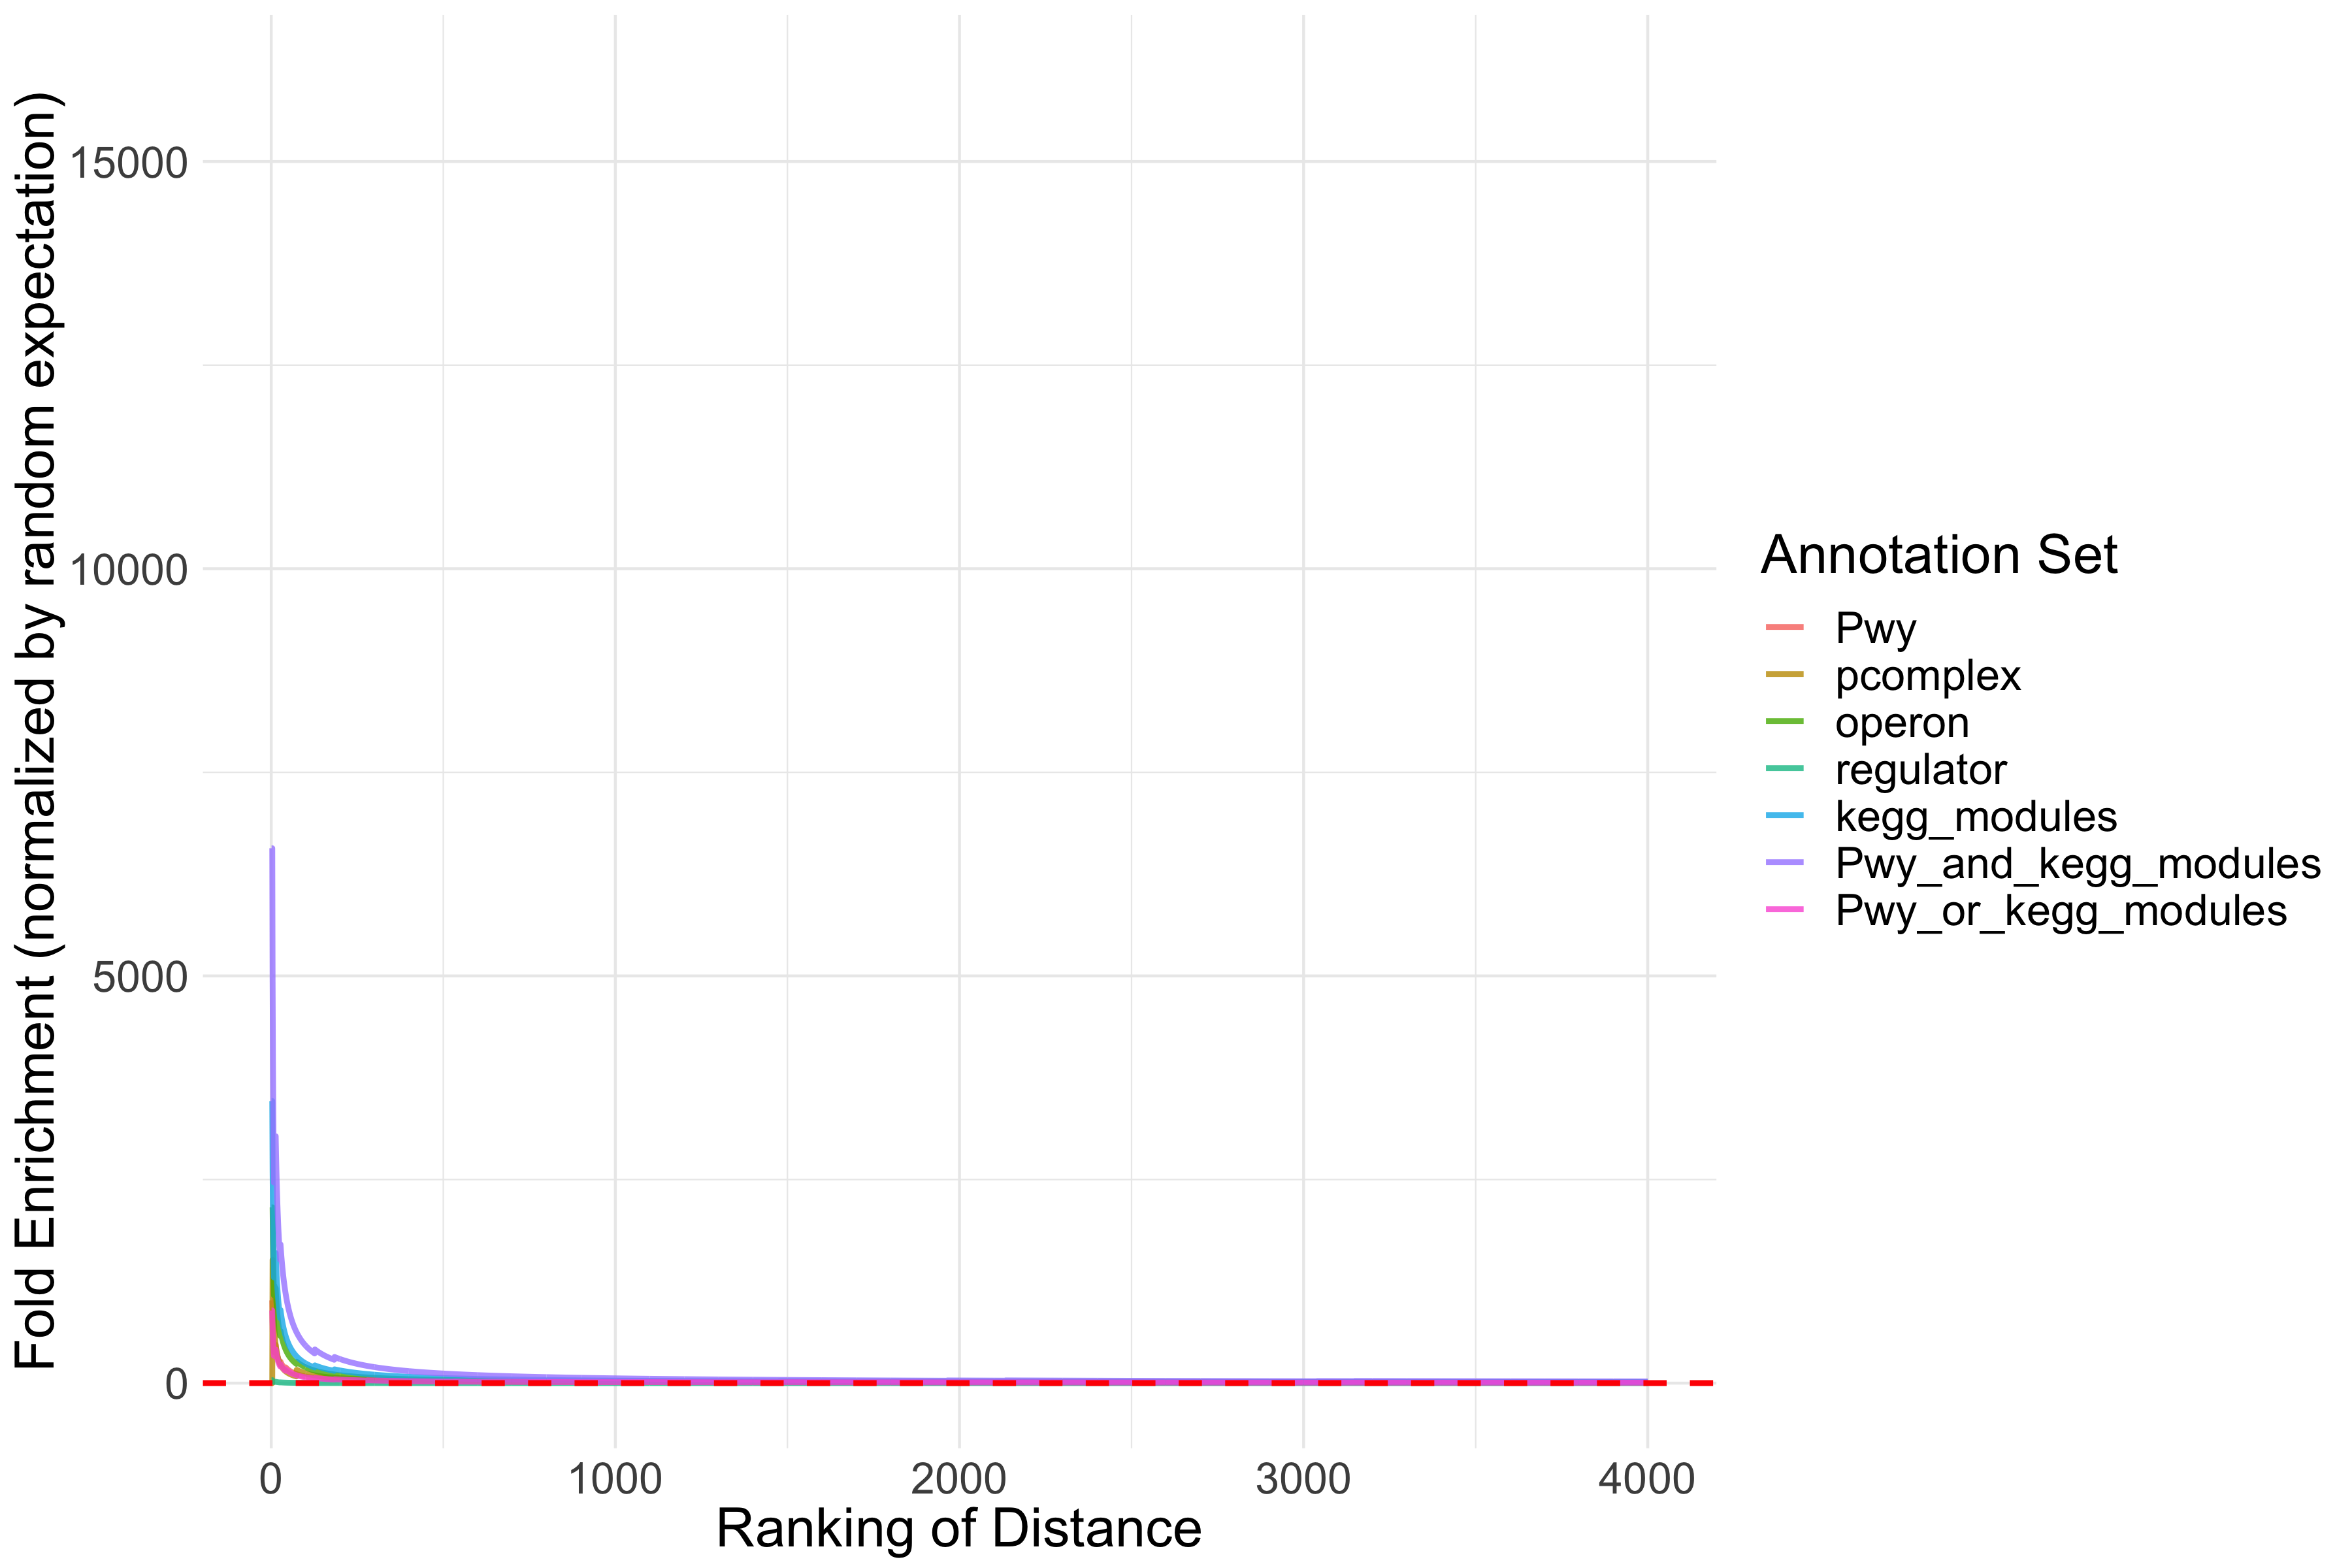 Fold Enrichment (normalized by random expectation)
15000
10000
5000
0
0 1000 2000 3000 4000
Ranking of Distance
Annotation Set
Pwy
pcomplex
operon
regulator
kegg_modules
Pwy_and_kegg_modules
Pwy_or_kegg_modules